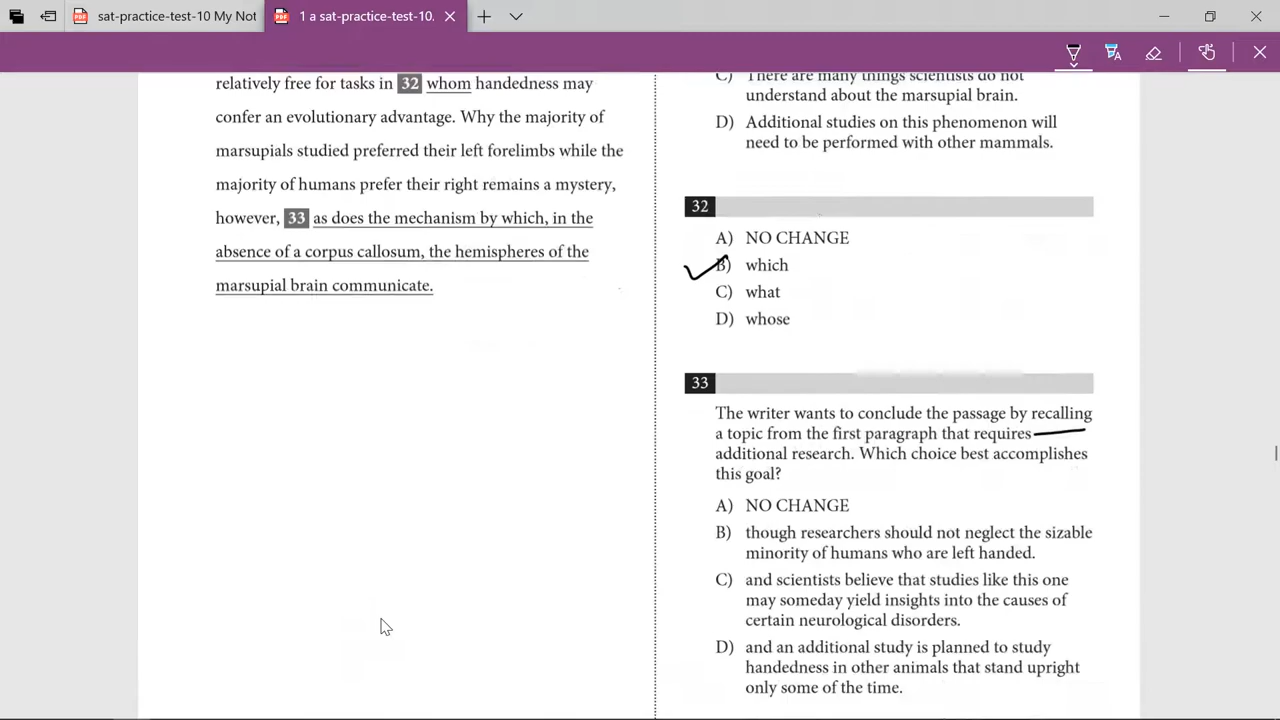 sat-practice-test-10 My Not
1 a sat-practice-test-10.
relatively free for tasks in 32 whom handedness may
confer an evolutionary advantage. Why the majority of
marsupials studied preferred their left forelimbs while the
majority of humans prefer their right remains a mystery,
however, 33 as does the mechanism by which, in the
absence of a corpus callosum, the hemispheres of the
marsupial brain communicate.
C) There are many things scientists do not
understand about the marsupial brain.
D) Additional studies on this phenomenon will
need to be performed with other mammals.
32
A) NO CHANGE
B) which
C) what
D) whose
33
The writer wants to conclude the passage by recalling
a topic from the first paragraph that requires
additional research. Which choice best accomplishes
this goal?
A) NO CHANGE
B) though researchers should not neglect the sizable
minority of humans who are left handed.
C) and scientists believe that studies like this one
may someday yield insights into the causes of
certain neurological disorders.
D) and an additional study is planned to study
handedness in other animals that stand upright
only some of the time.